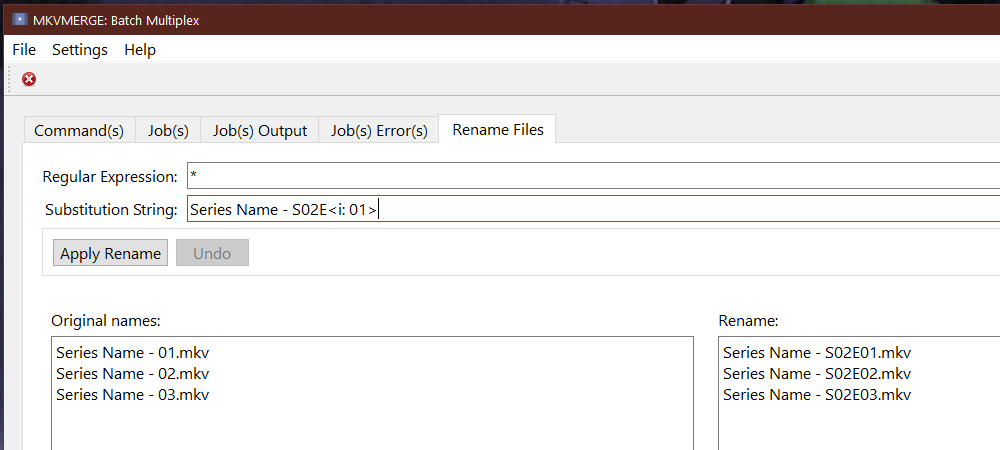 MKVMERGE: Batch Multiplex
File Settings Help
Command(s) Job(s) Job(s) Output Job(s) Error(s) Rename Files
Regular Expression: *
Substitution String: Series Name - S02E<i: 01>
Apply Rename Undo
Original names: Rename:
Series Name - 01.mkv Series Name - S02E01.mkv
Series Name - 02.mkv Series Name - S02E02.mkv
Series Name - 03.mkv Series Name - S02E03.mkv